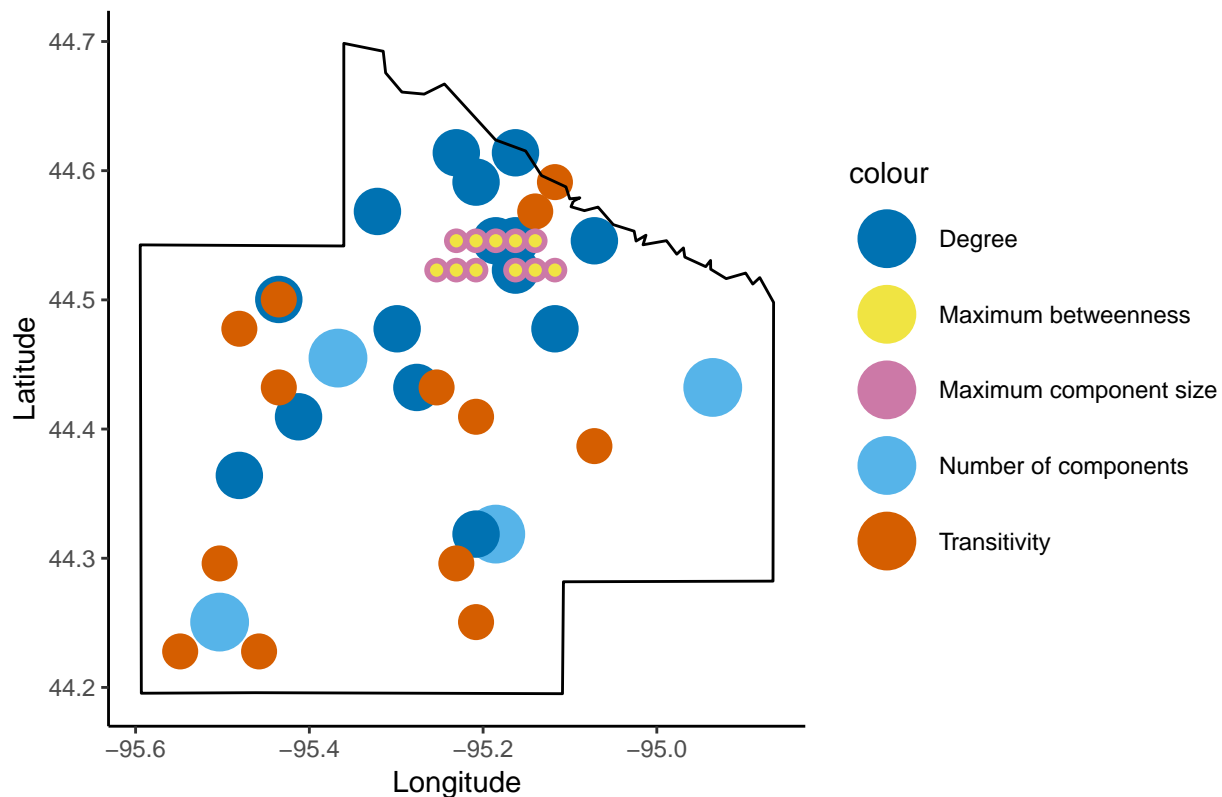 44.7
44.6
44.5
44.4
44.3
44.2
Latitude
−95.6
−95.4
−95.2
−95.0
Longitude
colour
Degree
Maximum betweenness
Maximum component size
Number of components
Transitivity